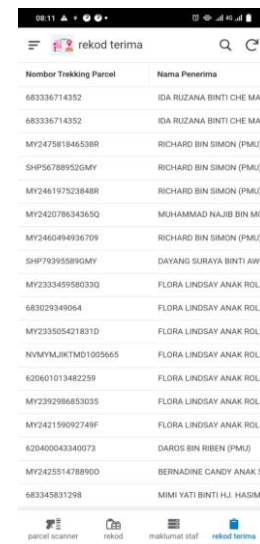 08:11
4G
rekod terima
Nombor Trekking Parcel Nama Penerima
683336714352 IDA RUZANA BINTI CHE MA
683336714352 IDA RUZANA BINTI CHE MA
MY247581846538R RICHARD BIN SIMON (PMU)
SHP56788952GMY RICHARD BIN SIMON (PMU)
MY246197523848R RICHARD BIN SIMON (PMU)
MY242078634365Q MUHAMMAD NAJIB BIN MO
MY2460494936709 RICHARD BIN SIMON (PMU)
SHP79395589GMY DAYANG SURAYA BINTI AW
MY233345958033Q FLORA LINDSAY ANAK ROL
683029349064 FLORA LINDSAY ANAK ROL
MY233505421831D FLORA LINDSAY ANAK ROL
NVMYMJIKTMD1005665 FLORA LINDSAY ANAK ROL
620601013482259 FLORA LINDSAY ANAK ROL
MY2392986853035 FLORA LINDSAY ANAK ROL
MY242159092749F FLORA LINDSAY ANAK ROL
620400043340073 DAROS BIN RIBEN (PMU)
MY242551478890O BERNADINE CANDY ANAK S
683345831298 MIMI YATI BINTI HJ. HASIM
parcel scanner rekod maklumat staf rekod terima